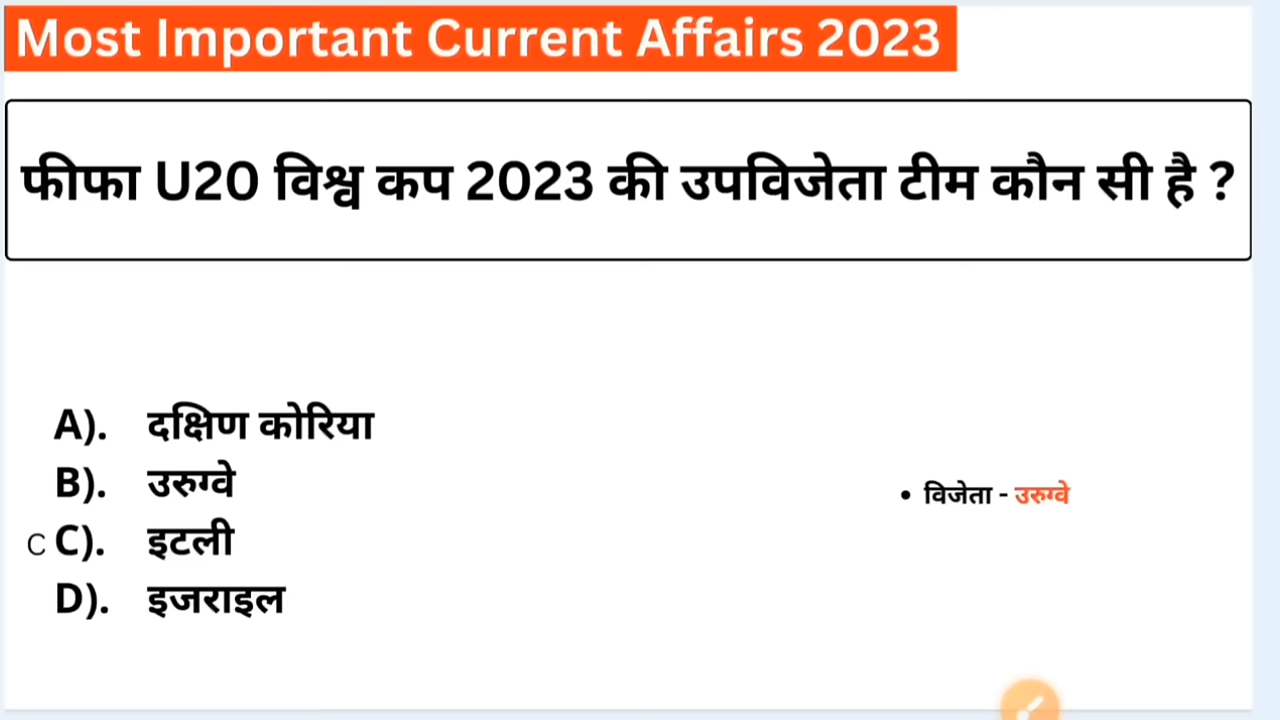 Most Important Current Affairs 2023
फीफा U20 विश्व कप 2023 की उपविजेता टीम कौन सी है ?
A). दक्षिण कोरिया
B). उरुग्वे
• विजेता - उरुग्वे
C C). इटली
D). इजराइल